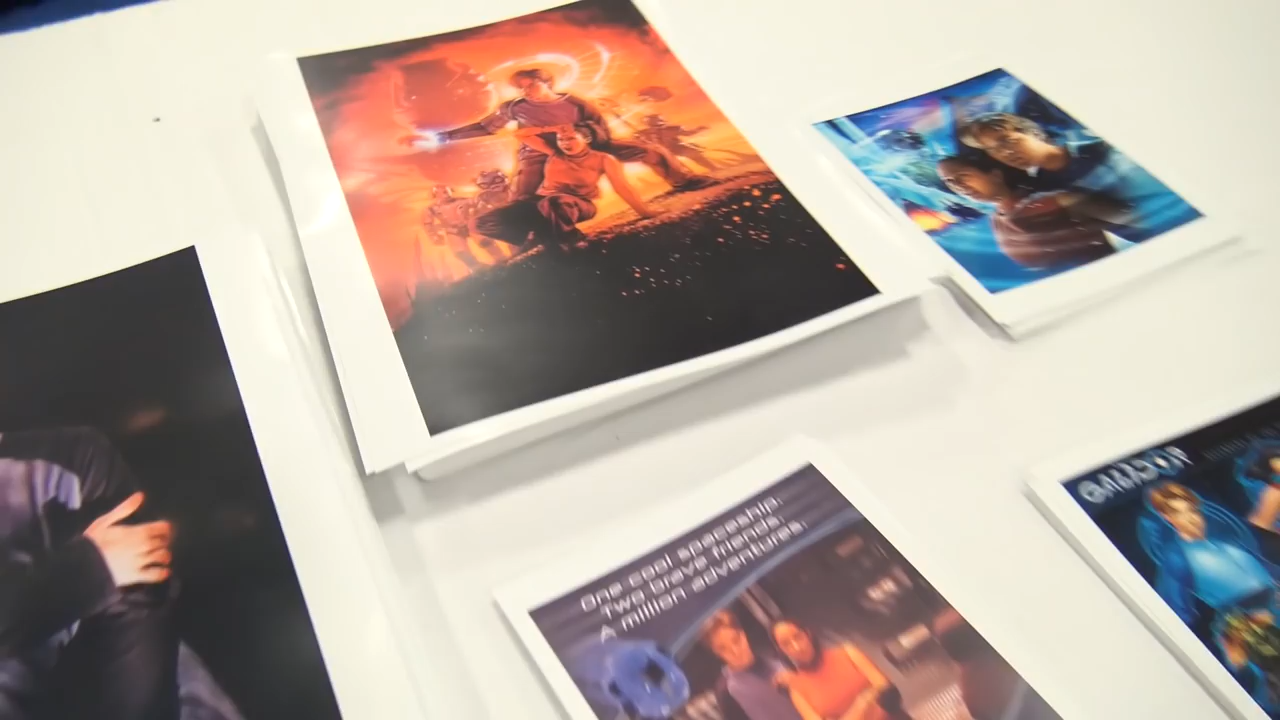 One cool spaceship.
Two brave friends.
A million adventures.